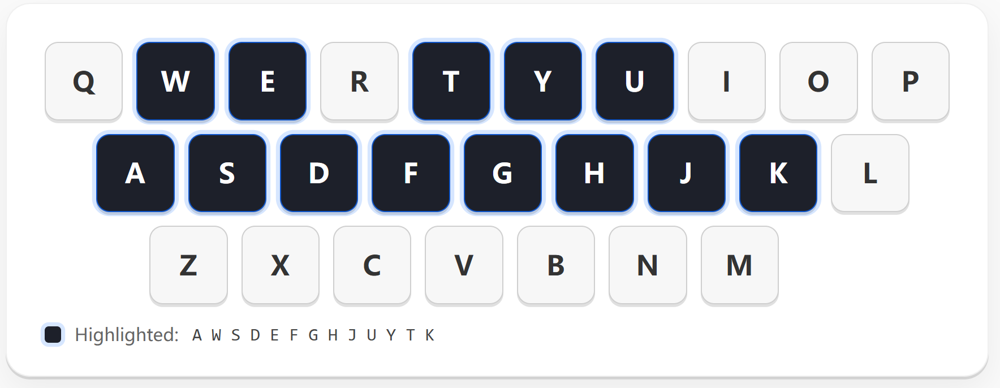 Q W E R T Y U I O P
A S D F G H J K L
Z X C V B N M
Highlighted: A W S D E F G H J U Y T K